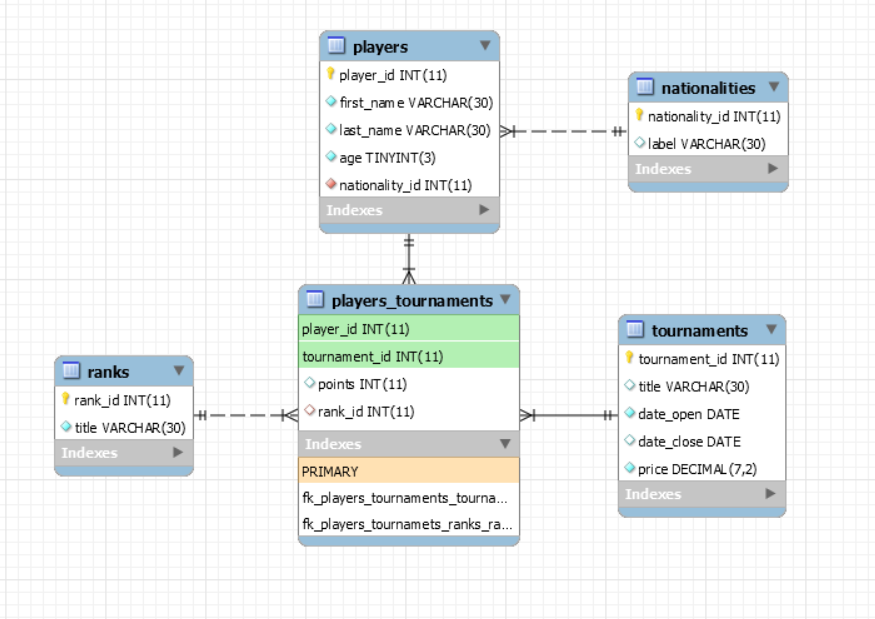 players
player_id INT(11)
first_name VARCHAR(30)
last_name VARCHAR(30)
age TINYINT(3)
nationality_id INT(11)
Indexes
nationalities
nationality_id INT(11)
label VARCHAR(30)
Indexes
players_tournaments
player_id INT(11)
tournament_id INT(11)
points INT(11)
rank_id INT(11)
Indexes
PRIMARY
fk_players_tournaments_tourna...
fk_players_tournamets_ranks_ra...
ranks
rank_id INT(11)
title VARCHAR(30)
Indexes
tournaments
tournament_id INT(11)
title VARCHAR(30)
date_open DATE
date_close DATE
price DECIMAL(7,2)
Indexes